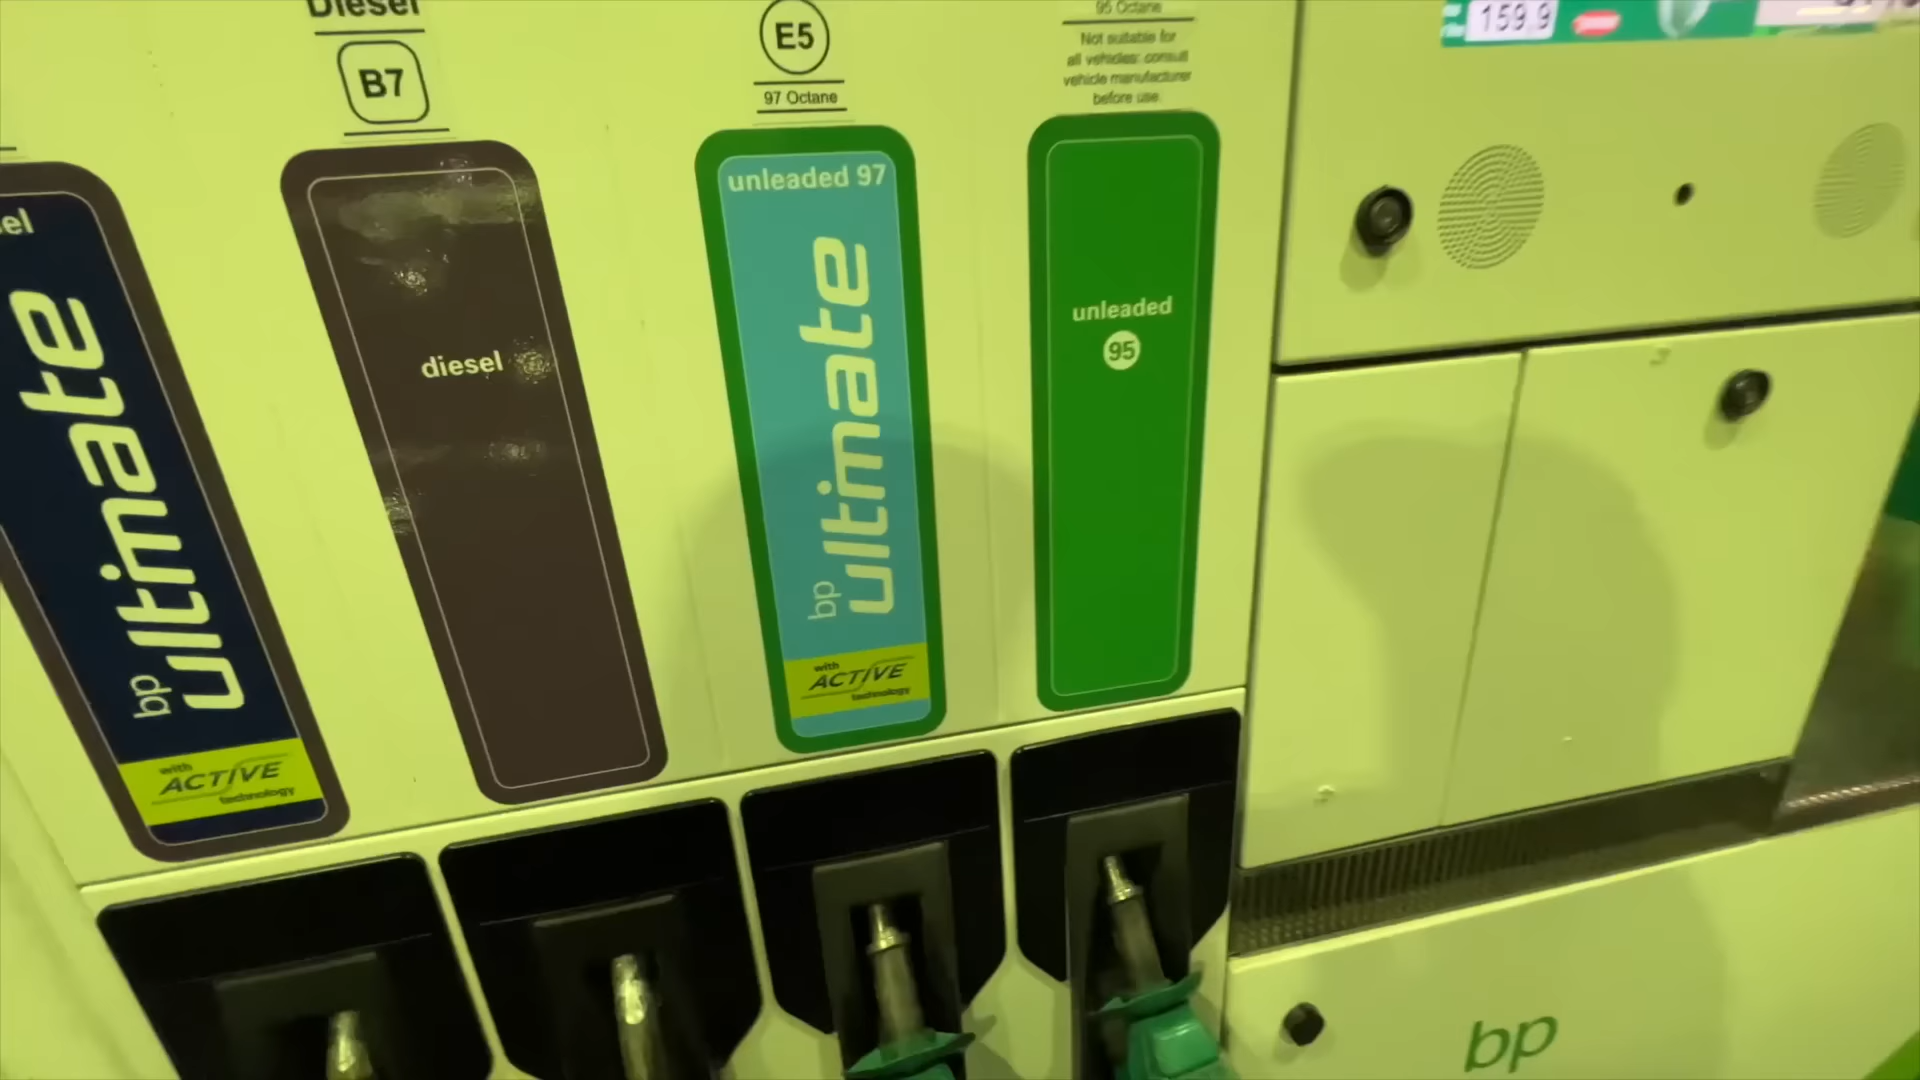 Diesel
B7
E5
97 Octane
95 Octane
Not suitable for
all vehicles: consult
vehicle manufacturer
before use.
159.9
el
bp ultimate
with
ACTIVE
technology
diesel
unleaded 97
bp ultimate
with
ACTIVE
technology
unleaded
95
bp